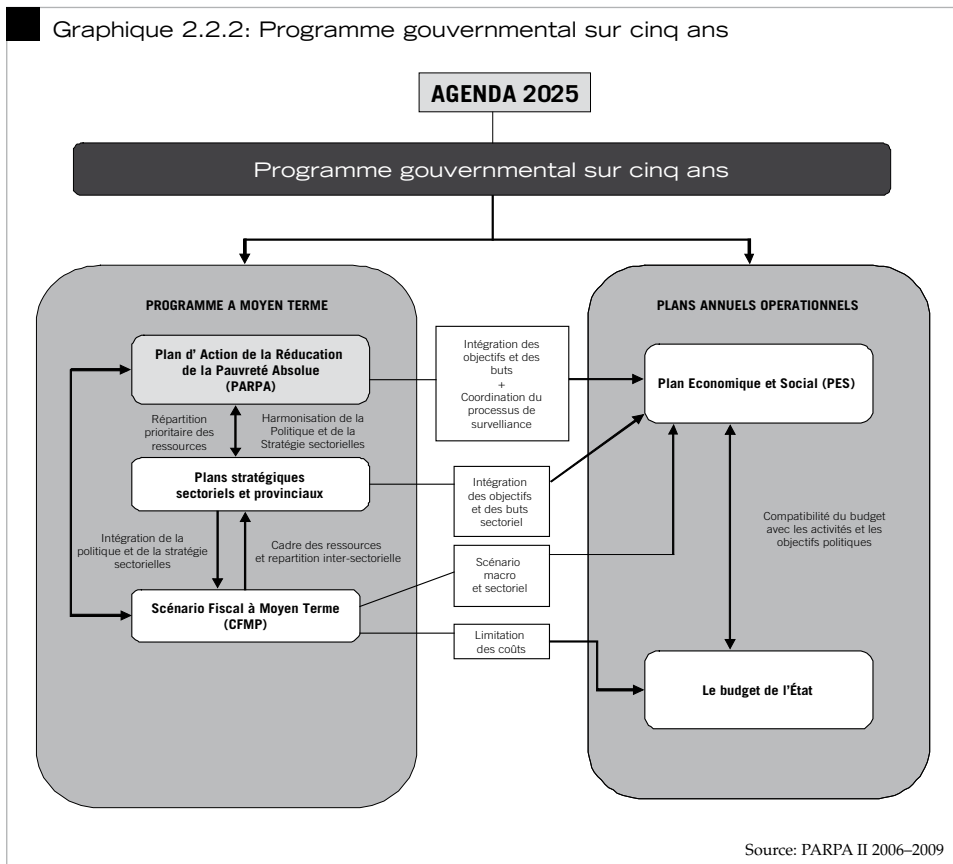 Graphique 2.2.2: Programme gouvernmental sur cinq ans
AGENDA 2025
Programme gouvernmental sur cinq ans
PROGRAMME A MOYEN TERME
Plan d' Action de la Réducation
de la Pauvreté Absolue
(PARPA)
Répartition
prioritaire des
ressources
Harmonisation de la
Politique et de la
Stratégie sectorielles
Plans stratégiques
sectoriels et provinciaux
Intégration de la
politique et de la stratégie
sectorielles
Cadre des ressources
et repartition inter-sectorielle
Scénario Fiscal à Moyen Terme
(CFMP)
Intégration des
objectifs et des
buts
+
Coordination du
processus de
survelliance
Intégration
des objectifs
et des buts
sectoriel
Scénario
macro
et sectoriel
Limitation
des coûts
PLANS ANNUELS OPERATIONNELS
Plan Economique et Social (PES)
Compatibilité du budget
avec les activités et les
objectifs politiques
Le budget de l'État
Source: PARPA II 2006–2009